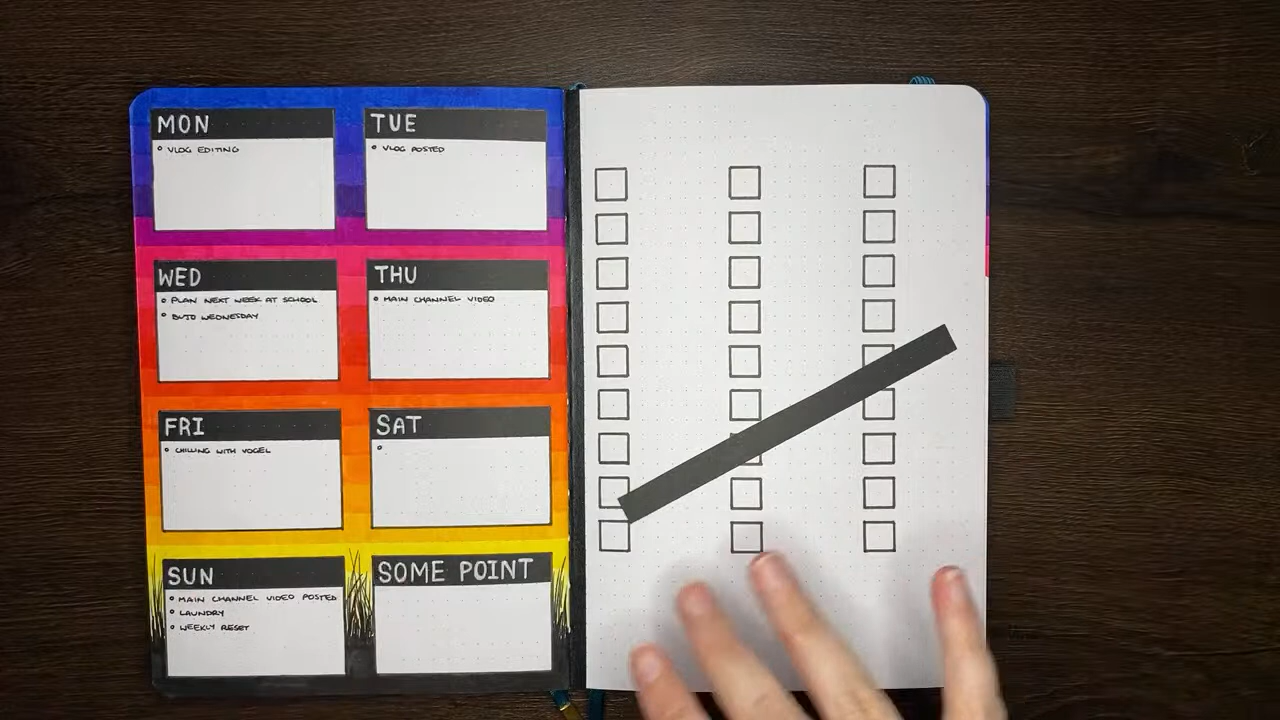 MON
VLOG EDITING
TUE
VLOG POSTED
WED
PLAN NEXT WEEK AT SCHOOL
BUJO WEDNESDAY
THU
MAIN CHANNEL VIDEO
FRI
CHILLING WITH VOGEL
SAT
SUN
MAIN CHANNEL VIDEO POSTED
LAUNDRY
WEEKLY RESET
SOME POINT